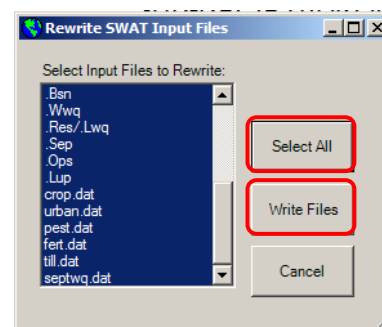 Rewrite SWAT Input Files
Select Input Files to Rewrite:
.Bsn
.Wwq
.Res/.Lwq
.Sep
.Ops
.Lup
crop.dat
urban.dat
pest.dat
fert.dat
till.dat
septwq.dat
Select All
Write Files
Cancel